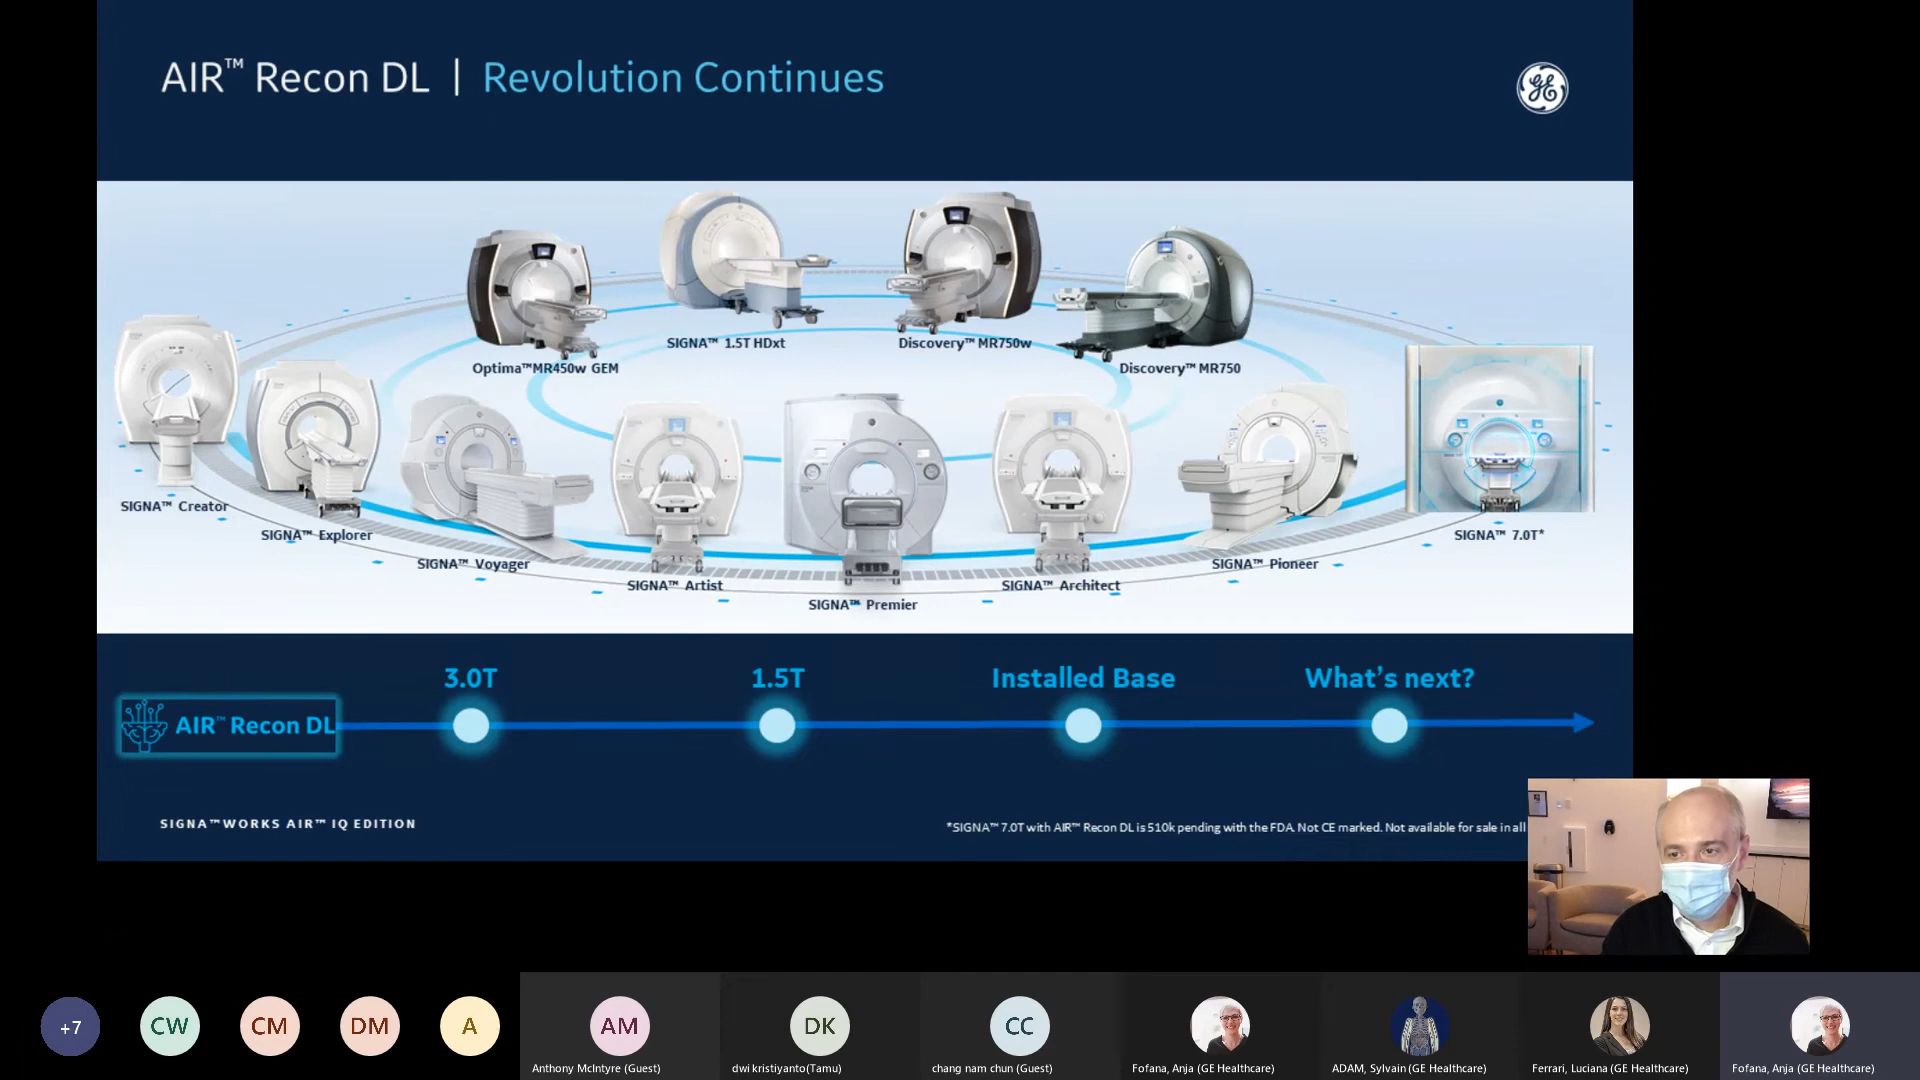 AIR™ Recon DL | Revolution Continues
GE
Optima™MR450w GEM
SIGNA™ 1.5T HDxt
Discovery™ MR750w
Discovery™ MR750
SIGNA™ Creator
SIGNA™ Explorer
SIGNA™ Voyager
SIGNA™ Artist
SIGNA™ Premier
SIGNA™ Architect
SIGNA™ Pioneer
SIGNA™ 7.0T*
3.0T
1.5T
Installed Base
What's next?
AIR™ Recon DL
SIGNA™WORKS AIR™ IQ EDITION
*SIGNA™ 7.0T with AIR™ Recon DL is 510k pending with the FDA. Not CE marked. Not available for sale in all
+7
CW
CM
DM
A
AM
DK
CC
Anthony McIntyre (Guest)
dwi kristiyanto(Tamu)
chang nam chun (Guest)
Fofana, Anja (GE Healthcare)
ADAM, Sylvain (GE Healthcare)
Ferrari, Luciana (GE Healthcare)
Fofana, Anja (GE Healthcare)